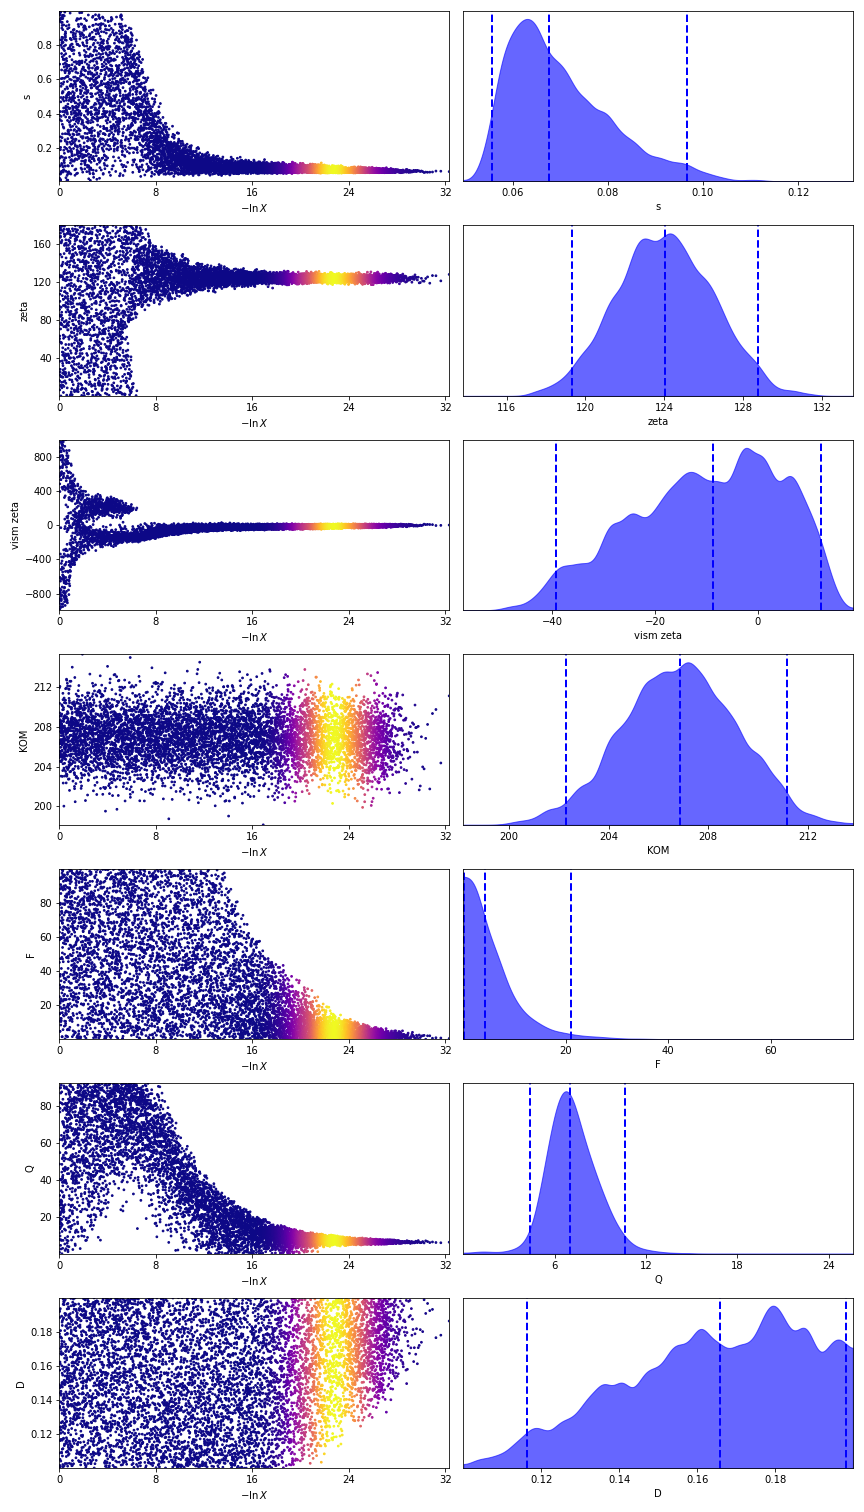 0.8
0.6
0.4
0.2
s
0 8 16 24 32
−ln X
0.06 0.08 0.10 0.12
s
160
120
80
40
zeta
0 8 16 24 32
−ln X
116 120 124 128 132
zeta
800
400
0
−400
−800
vism zeta
0 8 16 24 32
−ln X
−40 −20 0
vism zeta
212
208
204
200
KOM
0 8 16 24 32
−ln X
200 204 208 212
KOM
80
60
40
20
F
0 8 16 24 32
−ln X
20 40 60
F
80
60
40
20
Q
0 8 16 24 32
−ln X
6 12 18 24
Q
0.18
0.16
0.14
0.12
D
0 8 16 24 32
−ln X
0.12 0.14 0.16 0.18
D